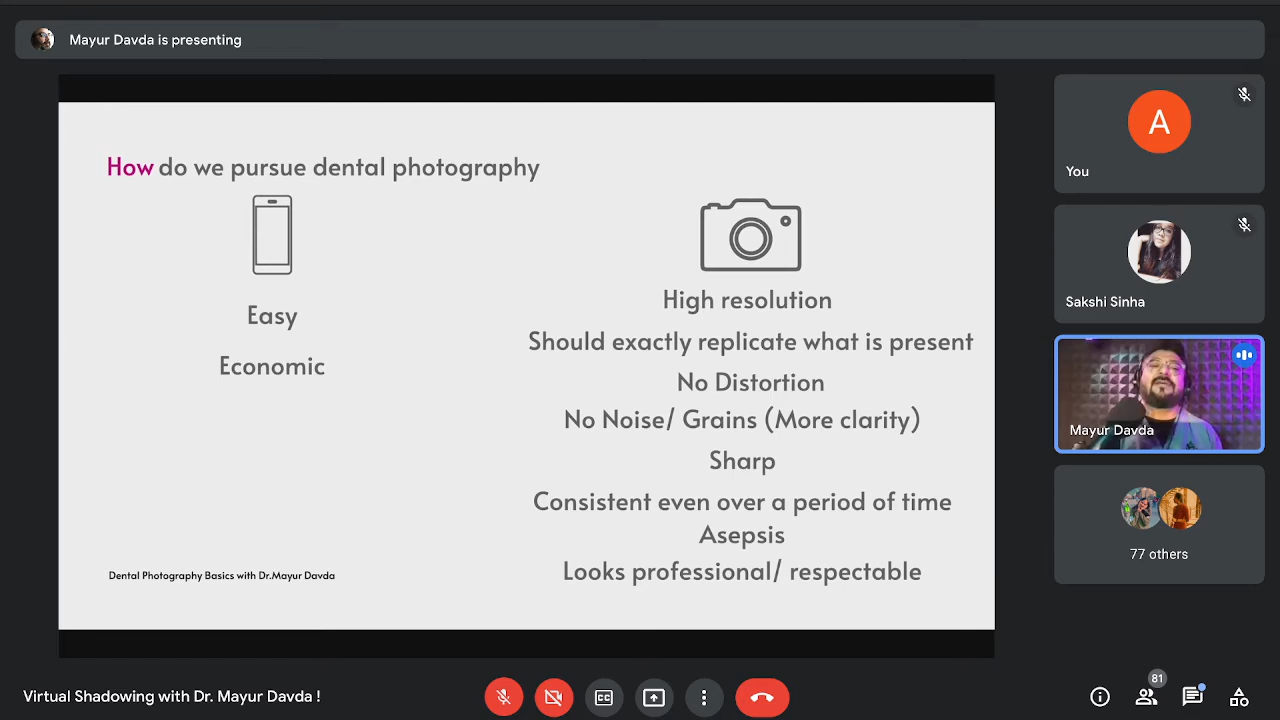 Mayur Davda is presenting
How do we pursue dental photography
Easy
Economic
High resolution
Should exactly replicate what is present
No Distortion
No Noise/ Grains (More clarity)
Sharp
Consistent even over a period of time
Asepsis
Looks professional/ respectable
Dental Photography Basics with Dr.Mayur Davda
A
You
Sakshi Sinha
Mayur Davda
77 others
Virtual Shadowing with Dr. Mayur Davda !
CC
81